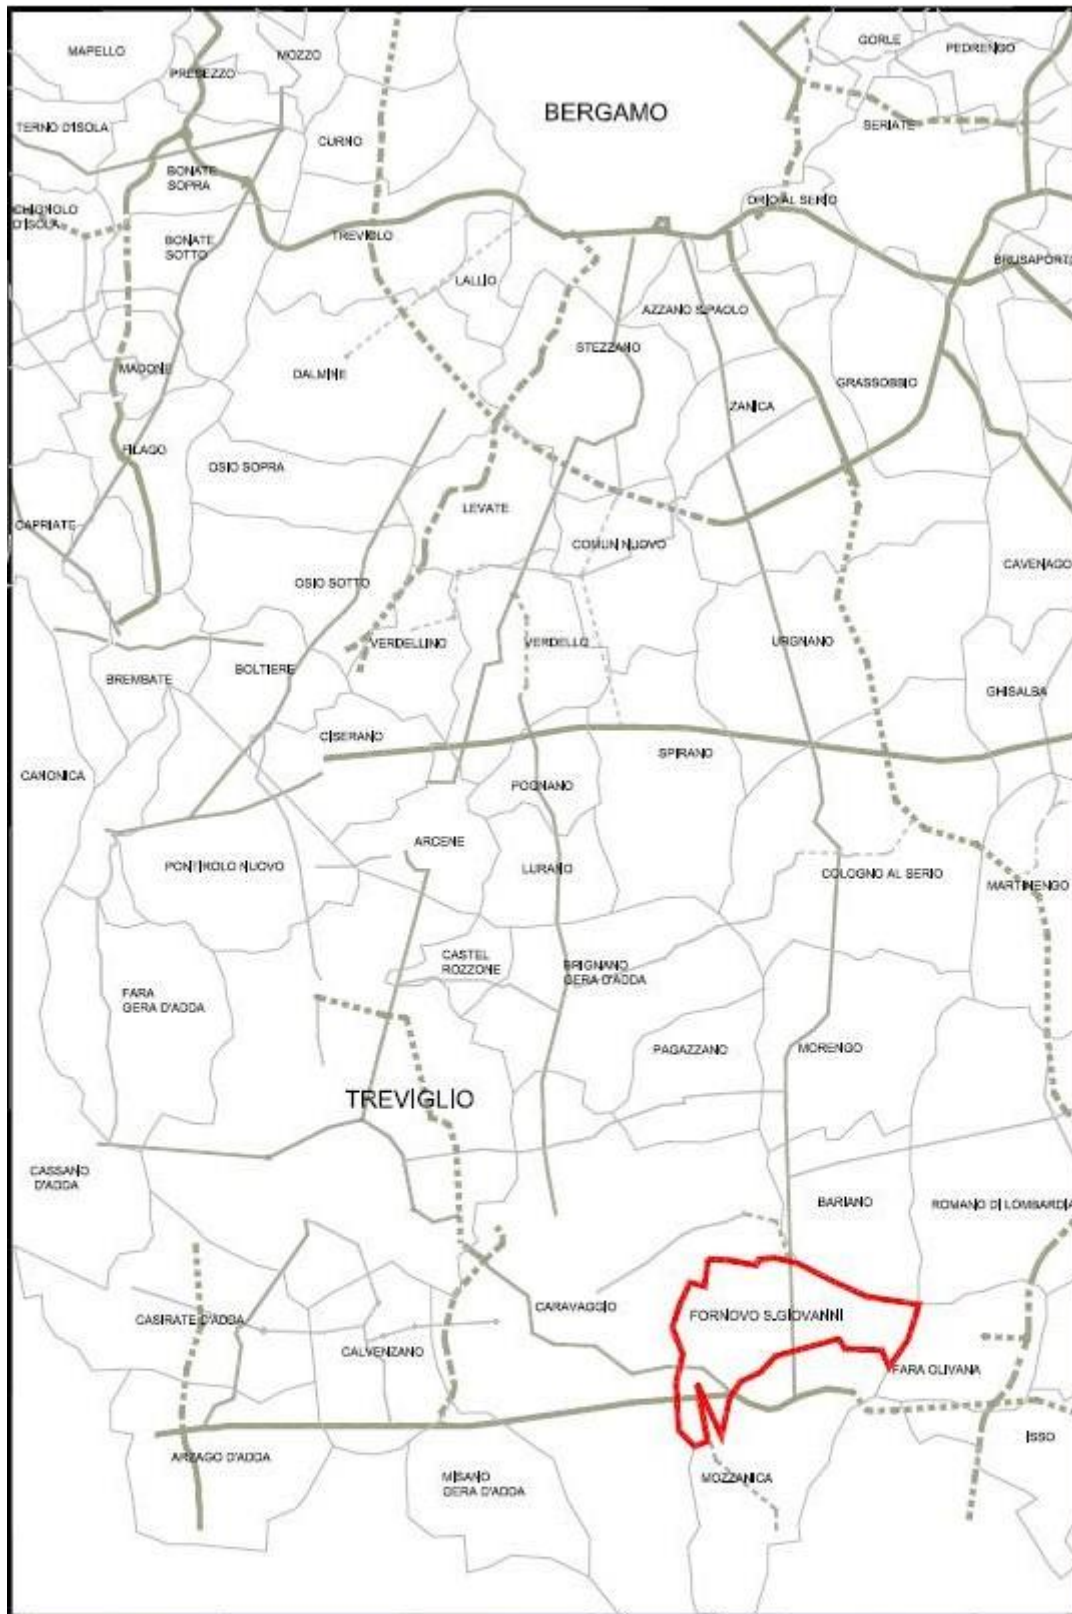 MAPELLO
MOZZO
GORLE
PEDRENGO
PRESEZZO
BERGAMO
TERNO D'ISOLA
SERIATE
CURNO
BONATE
SOPRA
CHIGNOLO
D'ISOLA
ORIO AL SERIO
TREVIOLO
BONATE
SOTTO
BRUSAPORTO
LALLIO
AZZANO S.PAOLO
STEZZANO
MADONE
DALMINE
GRASSOBBIO
ZANICA
FILAGO
OSIO SOPRA
LEVATE
CAPRIATE
COMUN NUOVO
CAVENAGO
OSIO SOTTO
VERDELLINO
VERDELLO
URGNANO
BOLTIERE
BREMBATE
GHISALBA
CISERANO
SPIRANO
CANONICA
POGNANO
ARCENE
PONTIROLO NUOVO
LURANO
COLOGNO AL SERIO
MARTINENGO
CASTEL
ROZZONE
BRIGNANO
GERA D'ADDA
FARA
GERA D'ADDA
PAGAZZANO
MORENGO
TREVIGLIO
CASSANO
D'ADDA
BARIANO
ROMANO DI LOMBARDIA
CARAVAGGIO
FORNOVO S.GIOVANNI
CASIRATE D'ADDA
CALVENZANO
FARA OLIVANA
ISSO
ARZAGO D'ADDA
MISANO
GERA D'ADDA
MOZZANICA